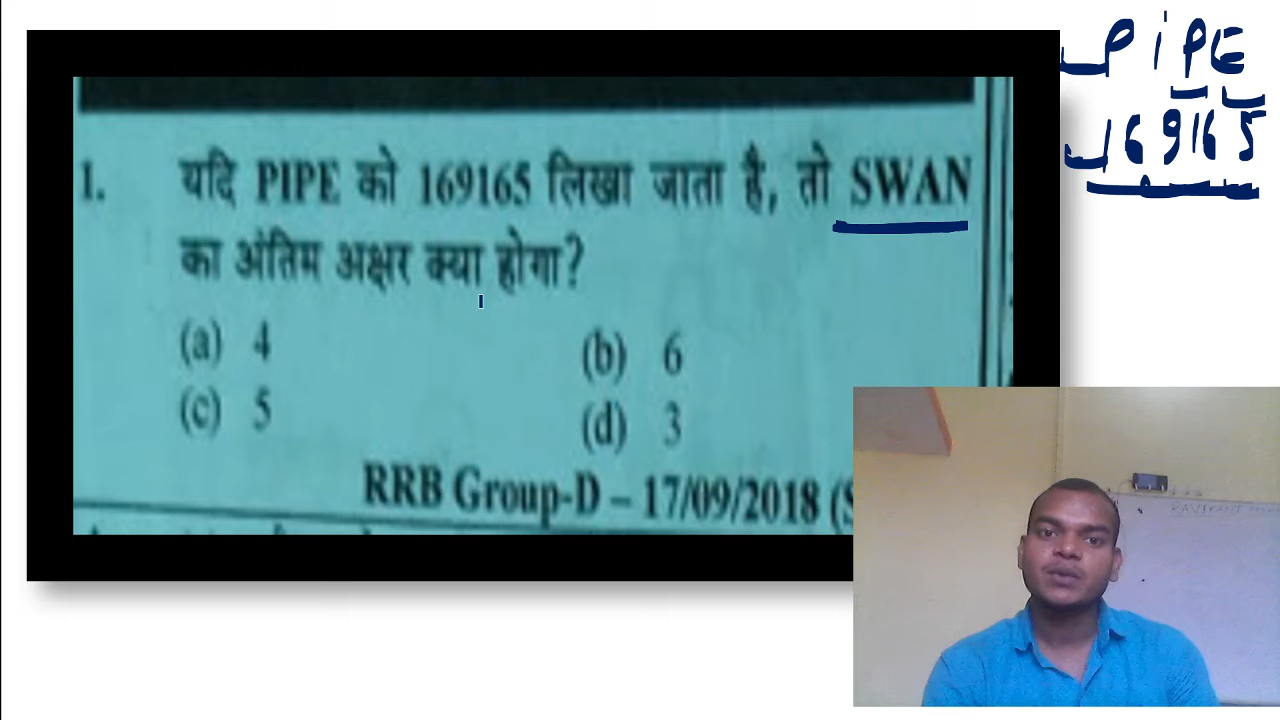 PiPE
169165
1. यदि PIPE को 169165 लिखा जाता है, तो SWAN
का अंतिम अक्षर क्या होगा?
(a) 4 (b) 6
(c) 5 (d) 3
RRB Group-D – 17/09/2018 (S